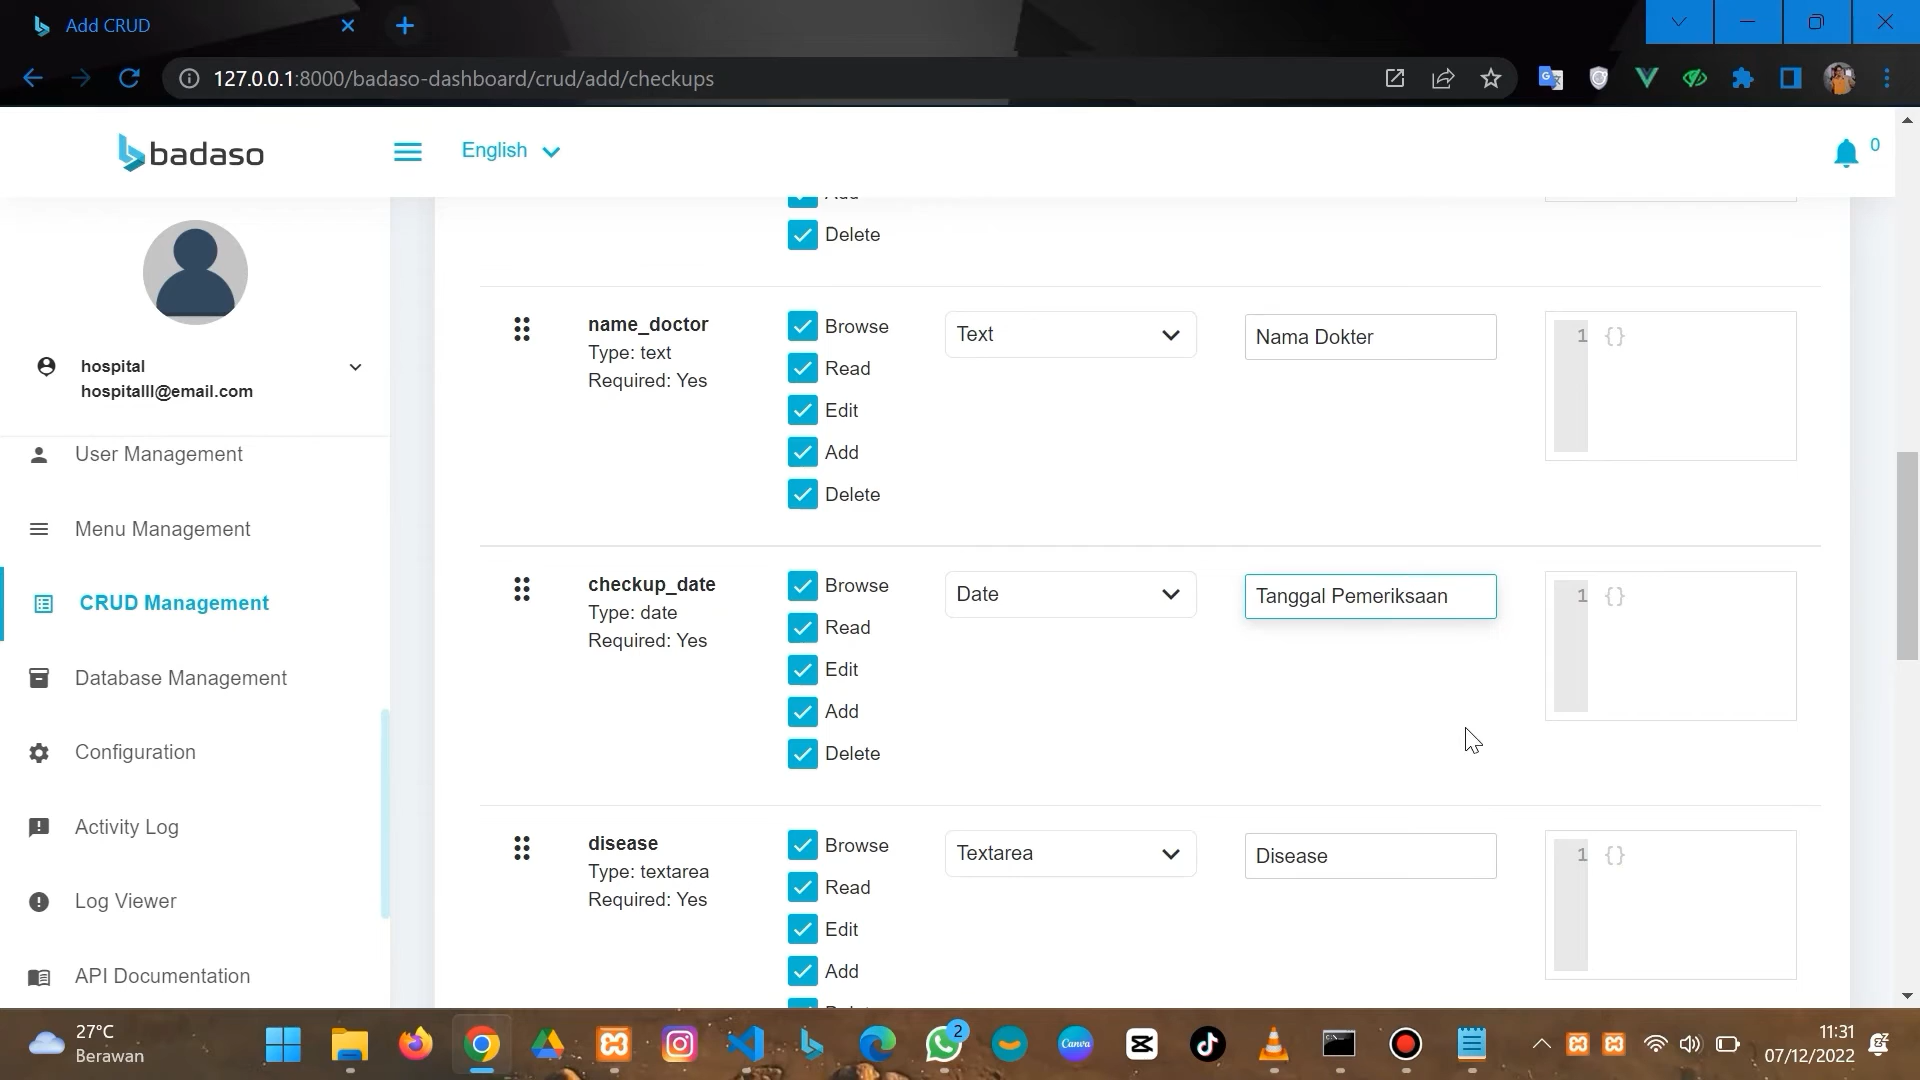 Add CRUD
127.0.0.1:8000/badaso-dashboard/crud/add/checkups
badaso
English
0
hospital
hospitalll@email.com
User Management
Menu Management
CRUD Management
Database Management
Configuration
Activity Log
Log Viewer
API Documentation
Delete
name_doctor
Type: text
Required: Yes
Browse
Read
Edit
Add
Delete
Text
Nama Dokter
1 {}
checkup_date
Type: date
Required: Yes
Browse
Read
Edit
Add
Delete
Date
Tanggal Pemeriksaan
1 {}
disease
Type: textarea
Required: Yes
Browse
Read
Edit
Add
Textarea
Disease
1 {}
27°C
Berawan
2
Canva
11:31
07/12/2022